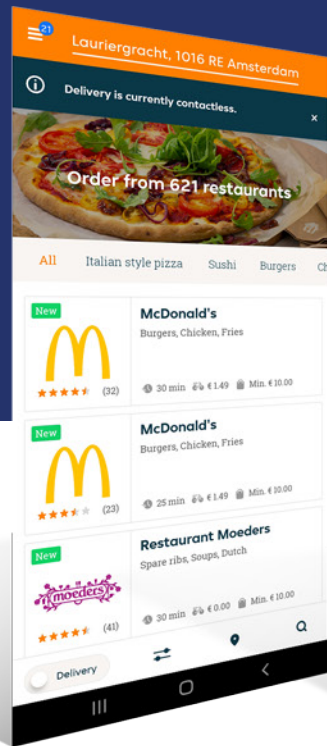 21
Lauriergracht, 1016 RE Amsterdam
Delivery is currently contactless.
×
Order from 621 restaurants
All Italian style pizza Sushi Burgers Ch
New
McDonald's
Burgers, Chicken, Fries
(32)
30 min €1.49 Min. €10.00
New
McDonald's
Burgers, Chicken, Fries
(23)
25 min €1.49 Min. €10.00
New
Restaurant Moeders
Spare ribs, Soups, Dutch
moeders
(41)
30 min €0.00 Min. €10.00
Delivery